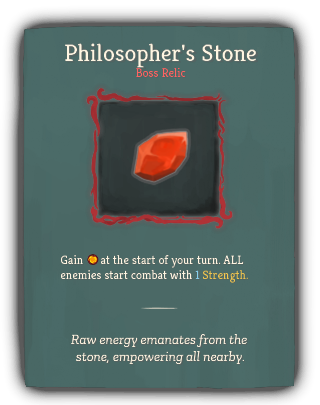 Philosopher's Stone
Boss Relic
Gain at the start of your turn. ALL
enemies start combat with 1 Strength.
Raw energy emanates from the
stone, empowering all nearby.